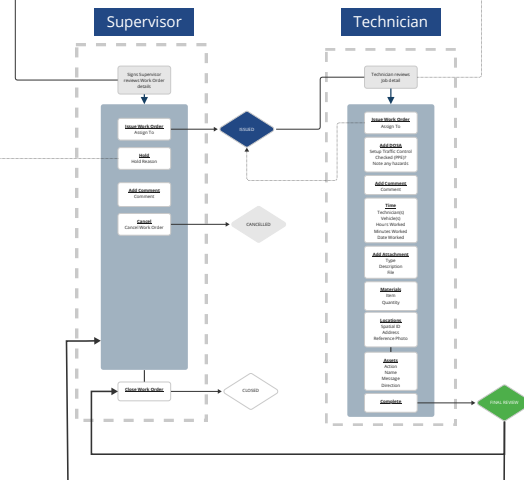 Supervisor
Signs Supervisor
reviews Work Order
details
Issue Work Order
Assign To
Hold
Hold Reason
Add Comment
Comment
Cancel
Cancel Work Order
Close Work Order
ISSUED
CANCELLED
CLOSED
Technician
Technician reviews
job detail
Issue Work Order
Assign To
Add DOSA
Setup Traffic Control
Checked (PPE)?
Note any hazards
Add Comment
Comment
Time
Technician(s)
Vehicle(s)
Hours Worked
Minutes Worked
Date Worked
Add Attachment
Type
Description
File
Materials
Item
Quantity
Locations
Spatial ID
Address
Reference Photo
Assets
Action
Name
Message
Direction
Complete
FINAL REVIEW